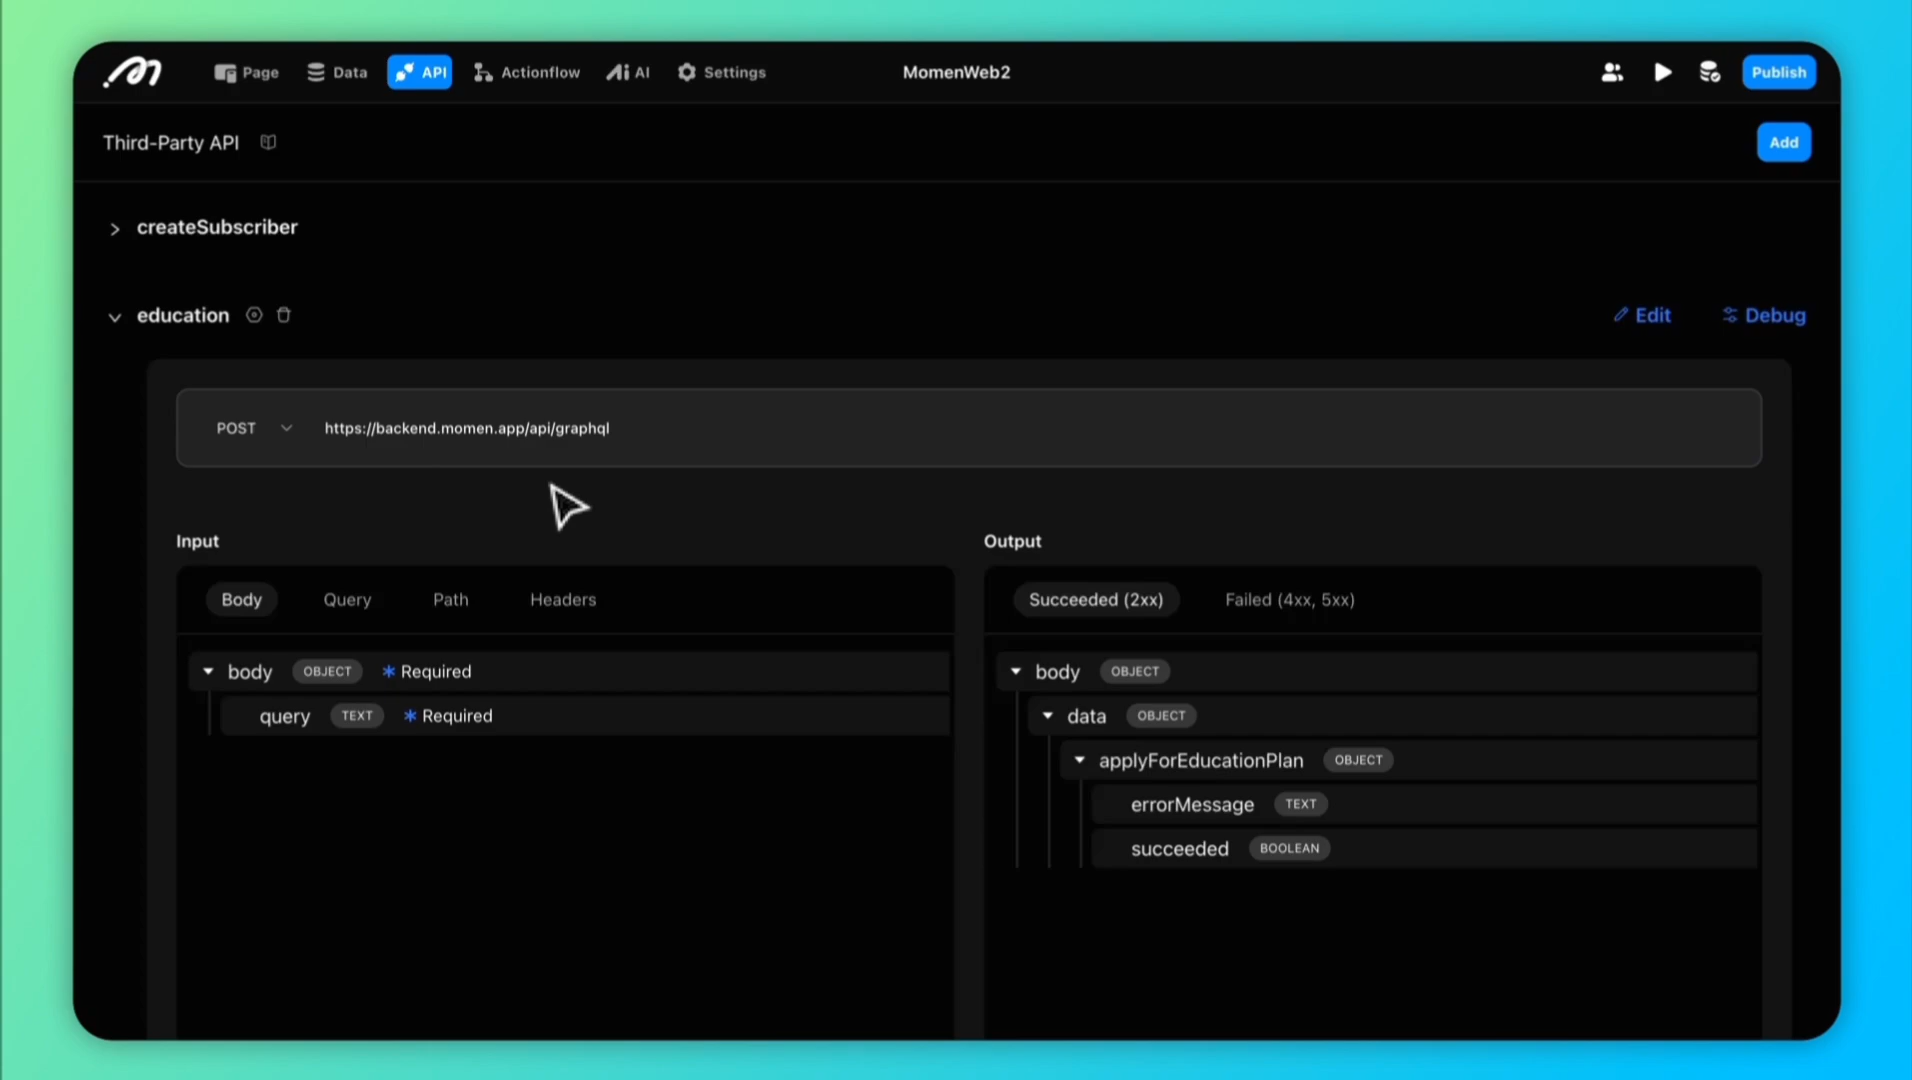 Page Data API Actionflow AI Settings MomenWeb2 Publish
Third-Party API Add
createSubscriber
education Edit Debug
POST https://backend.momen.app/api/graphql
Input Output
Body Query Path Headers Succeeded (2xx) Failed (4xx, 5xx)
body OBJECT * Required body OBJECT
query TEXT * Required data OBJECT
applyForEducationPlan OBJECT
errorMessage TEXT
succeeded BOOLEAN